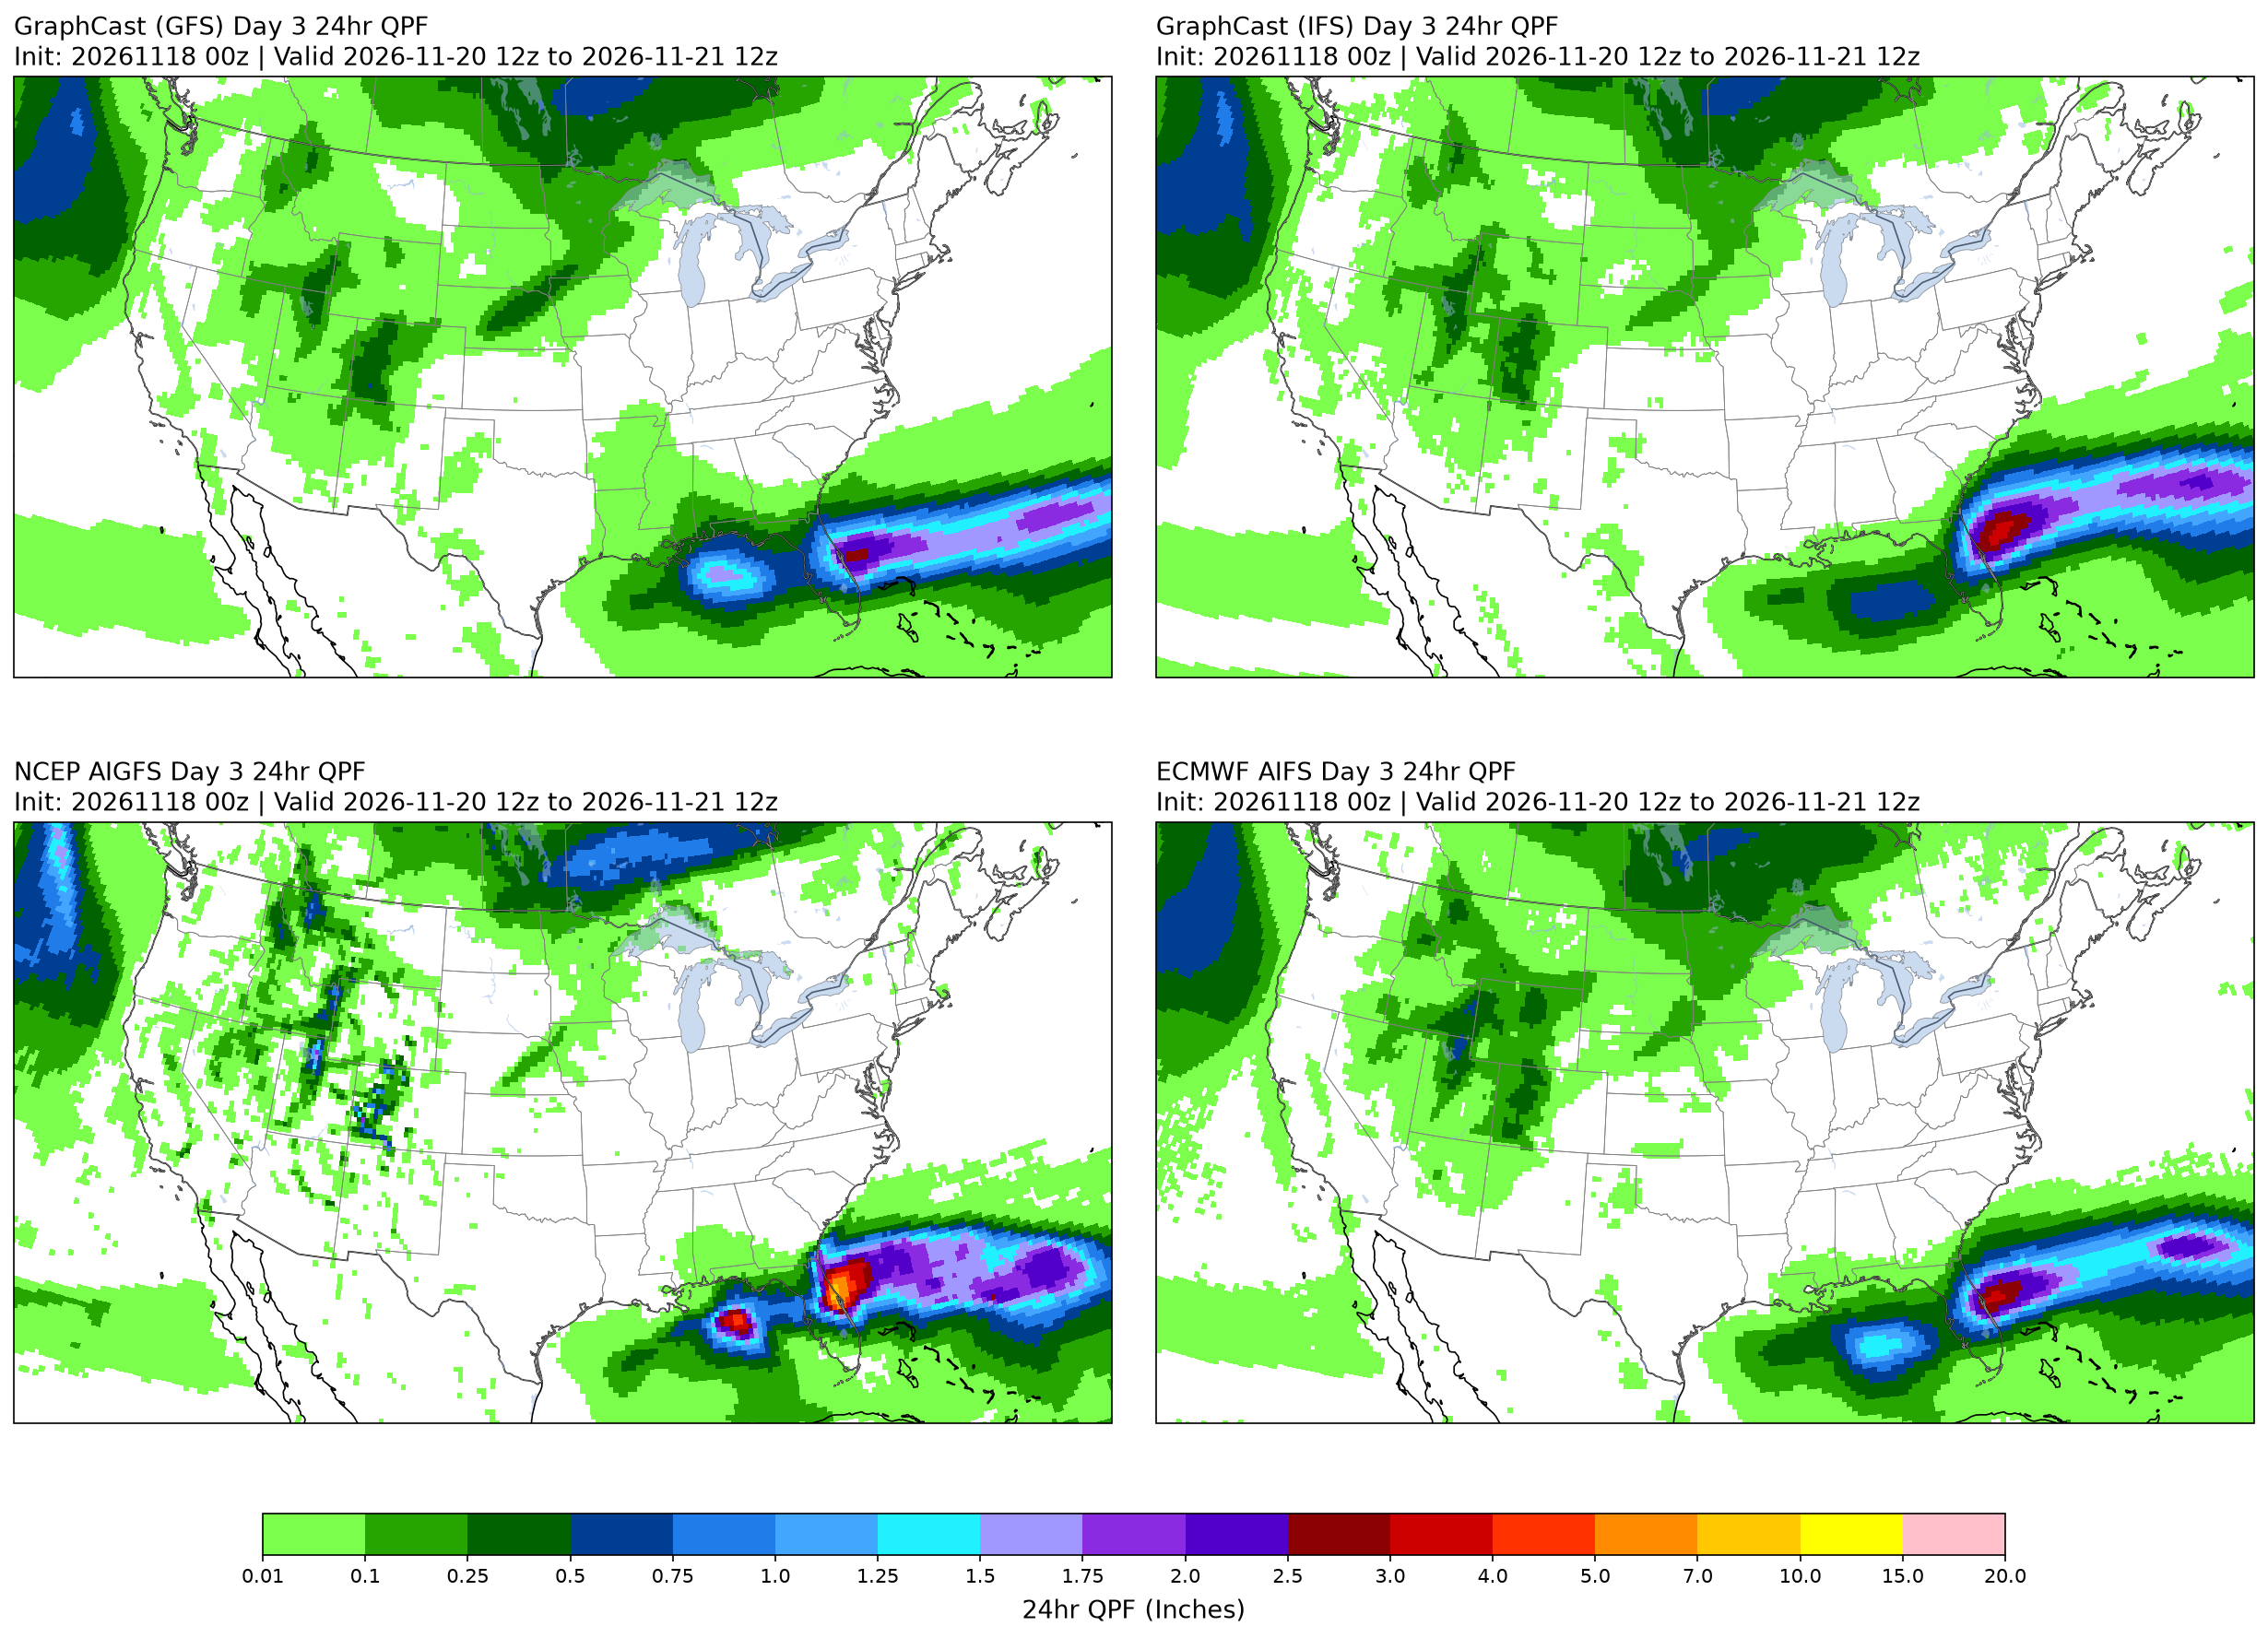 GraphCast (GFS) Day 3 24hr QPF
Init: 20261118 00z | Valid 2026-11-20 12z to 2026-11-21 12z
GraphCast (IFS) Day 3 24hr QPF
Init: 20261118 00z | Valid 2026-11-20 12z to 2026-11-21 12z
NCEP AIGFS Day 3 24hr QPF
Init: 20261118 00z | Valid 2026-11-20 12z to 2026-11-21 12z
ECMWF AIFS Day 3 24hr QPF
Init: 20261118 00z | Valid 2026-11-20 12z to 2026-11-21 12z
0.01 0.1 0.25 0.5 0.75 1.0 1.25 1.5 1.75 2.0 2.5 3.0 4.0 5.0 7.0 10.0 15.0 20.0
24hr QPF (Inches)